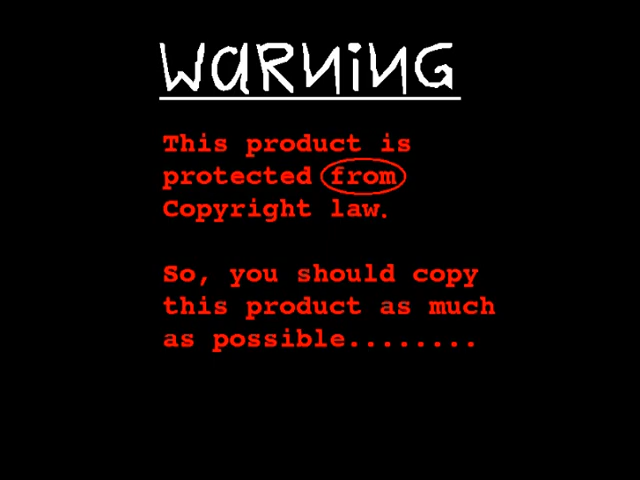 WARNING
This product is
protected from
Copyright law.
So, you should copy
this product as much
as possible........